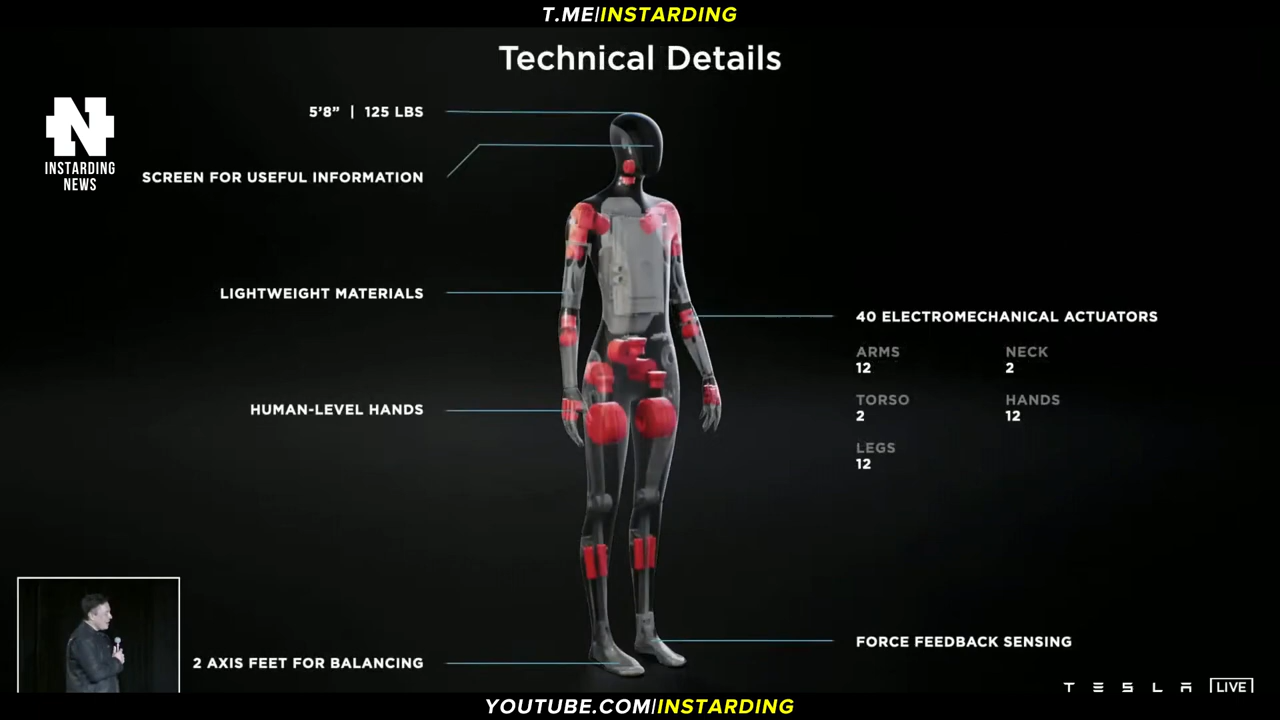 T.ME|INSTARDING
Technical Details
N
INSTARDING
NEWS
5'8" | 125 LBS
SCREEN FOR USEFUL INFORMATION
LIGHTWEIGHT MATERIALS
HUMAN-LEVEL HANDS
2 AXIS FEET FOR BALANCING
40 ELECTROMECHANICAL ACTUATORS
ARMS NECK
12 2
TORSO HANDS
2 12
LEGS
12
FORCE FEEDBACK SENSING
TESLA LIVE
YOUTUBE.COM|INSTARDING